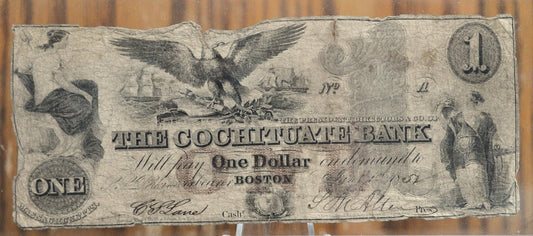 1
No A
THE PRESIDENT, DIRECTORS & CO. OF
THE COCHITUATE BANK
Will pay One Dollar on demand to
ONE
BOSTON
MASSACHUSETTS
Cash. Pres.